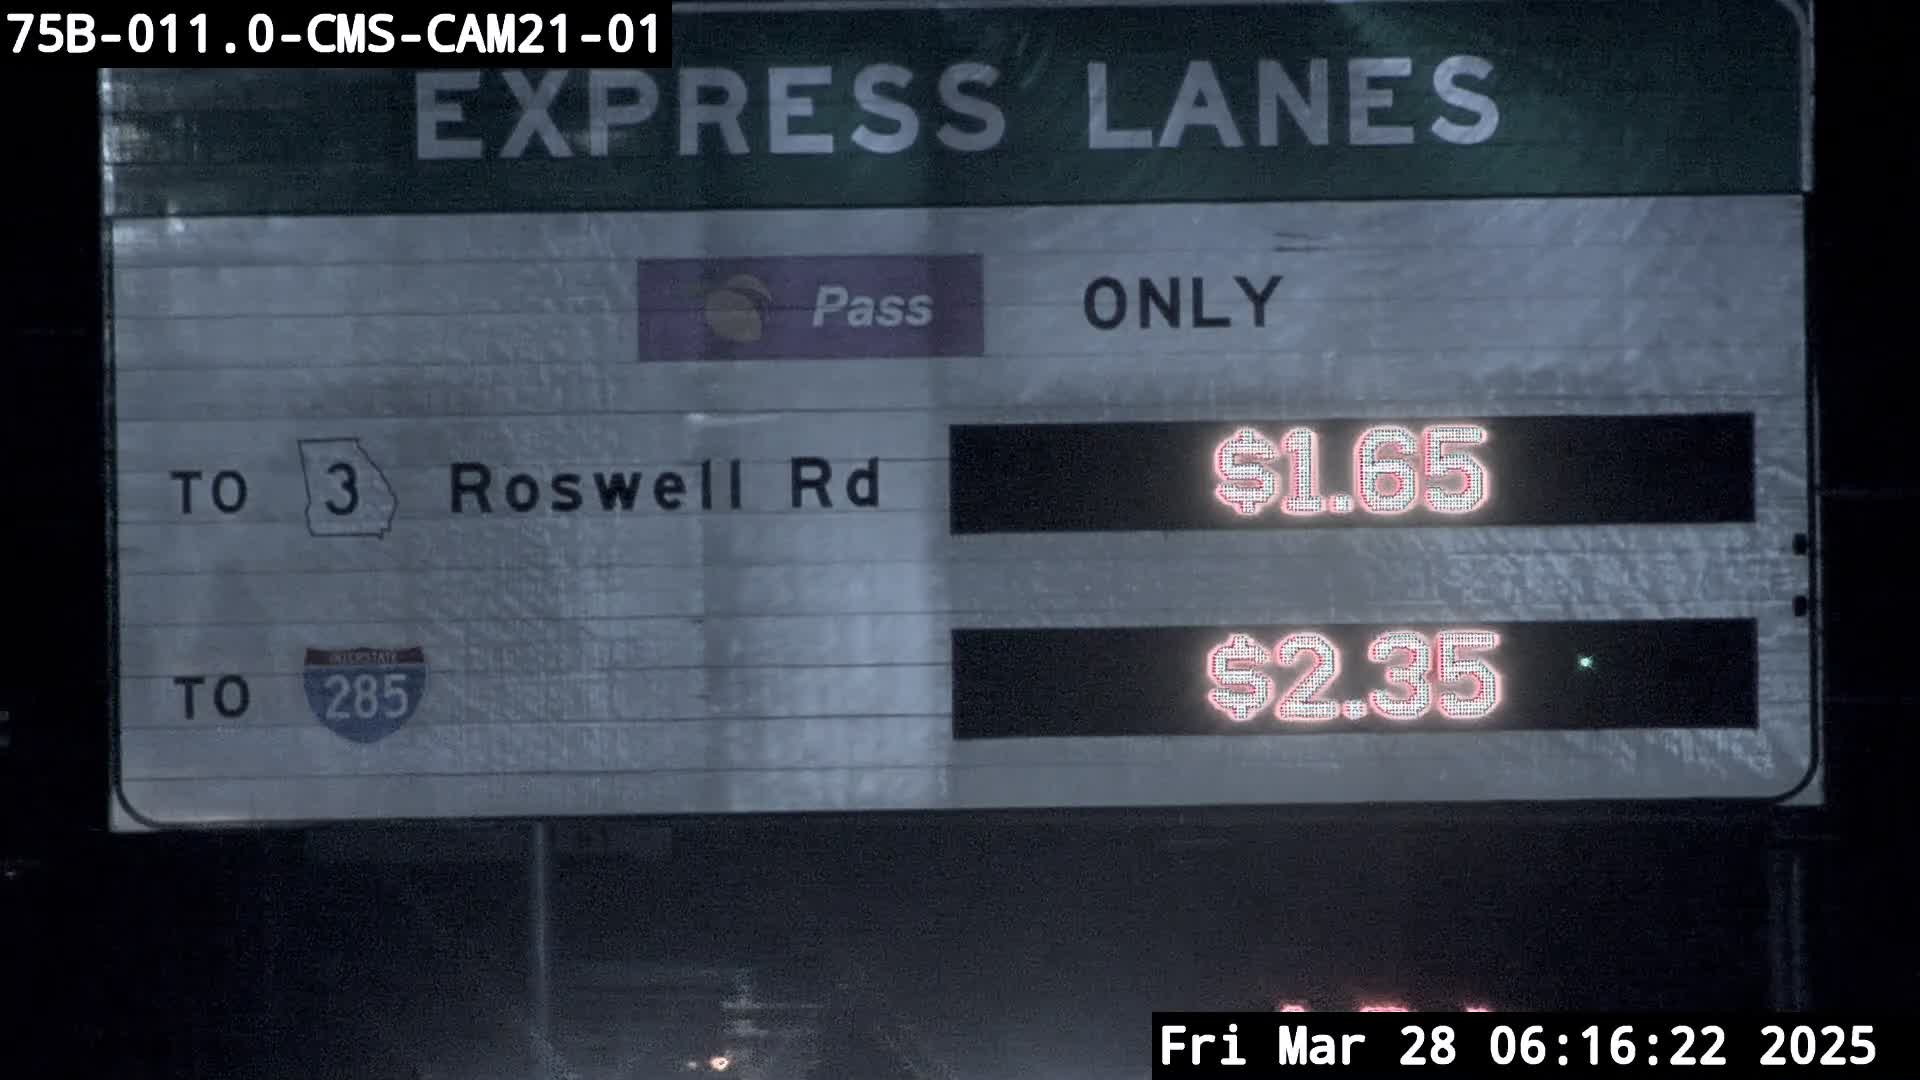 75B-011.0-CMS-CAM21-01
EXPRESS LANES
Pass ONLY
TO 3 Roswell Rd $1.65
TO INTERSTATE 285 $2.35
Fri Mar 28 06:16:22 2025